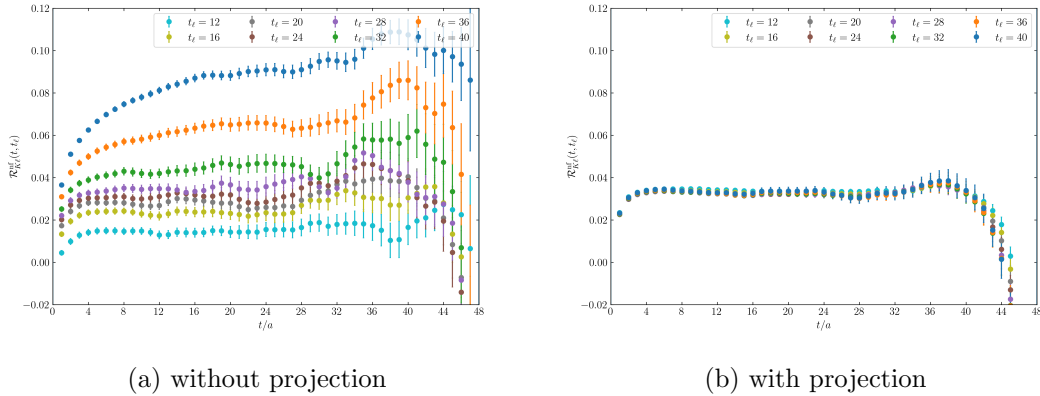 t_ℓ = 12 t_ℓ = 20 t_ℓ = 28 t_ℓ = 36
t_ℓ = 16 t_ℓ = 24 t_ℓ = 32 t_ℓ = 40
0.12
0.10
0.08
0.06
0.04
0.02
0.00
−0.02
0 4 8 12 16 20 24 28 32 36 40 44 48
t/a
t_ℓ = 12 t_ℓ = 20 t_ℓ = 28 t_ℓ = 36
t_ℓ = 16 t_ℓ = 24 t_ℓ = 32 t_ℓ = 40
0.12
0.10
0.08
0.06
0.04
0.02
0.00
−0.02
0 4 8 12 16 20 24 28 32 36 40 44 48
t/a
(a) without projection
(b) with projection